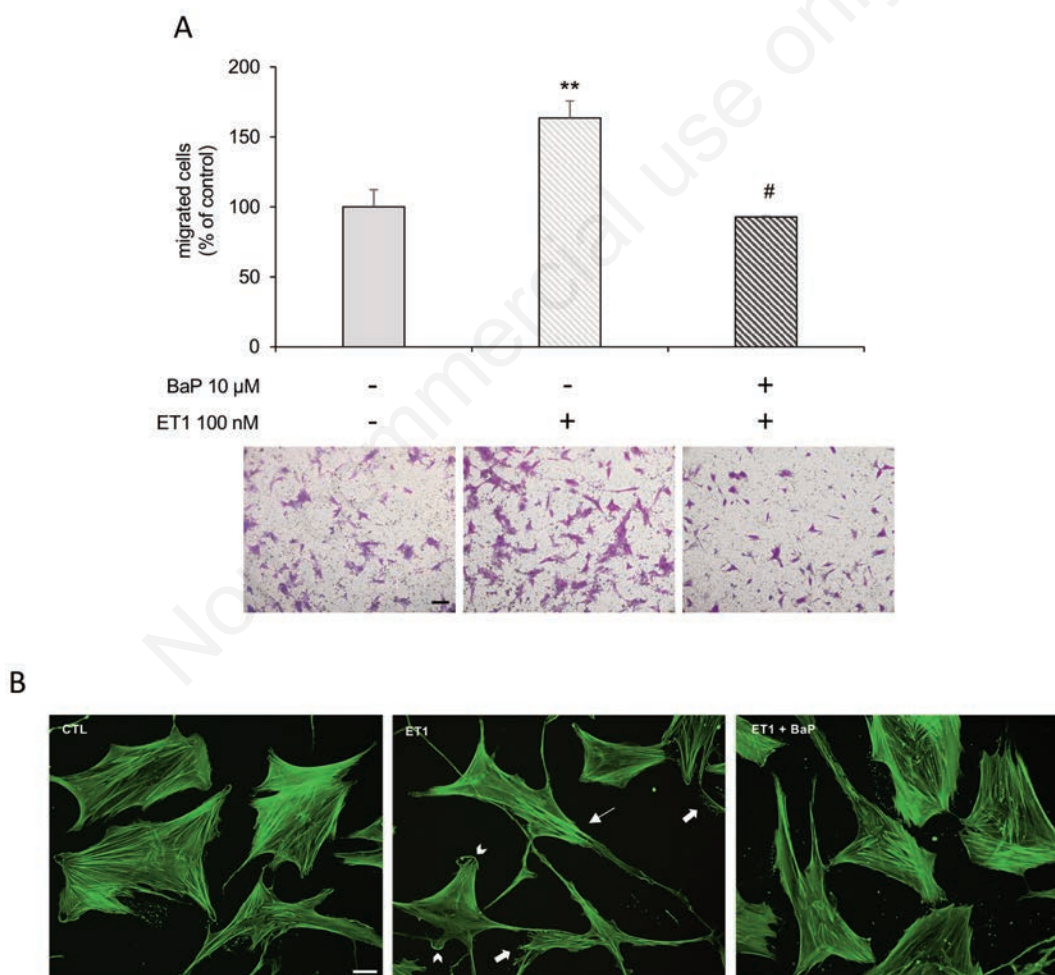 A
200
**
150
#
100
50
0
migrated cells
(% of control)
BaP 10 µM - - +
ET1 100 nM - + +
B
CTL
ET1
ET1 + BaP